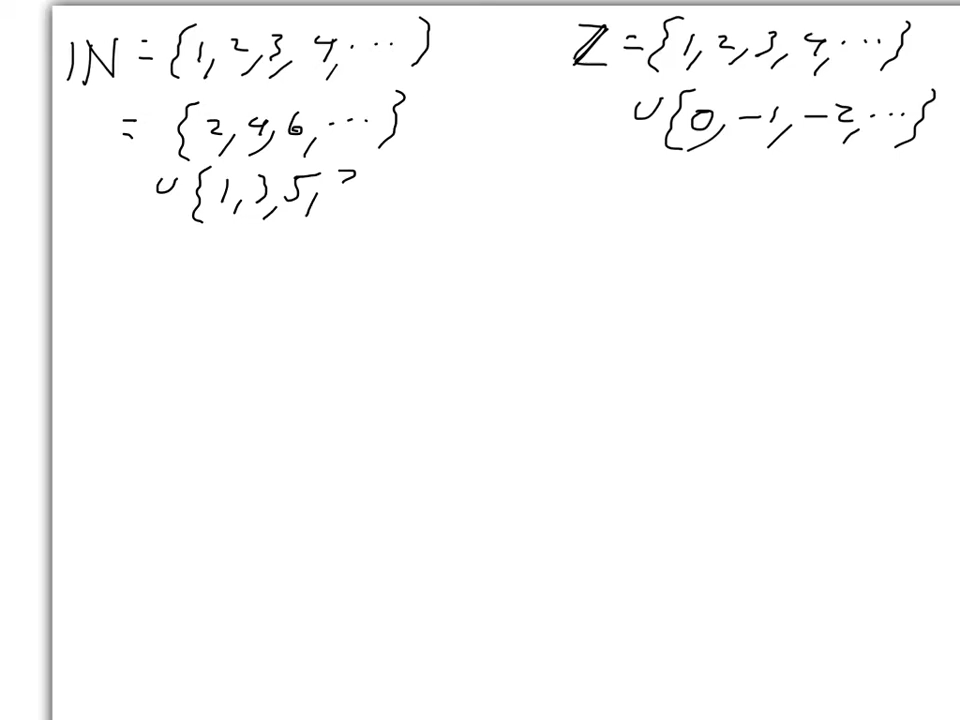 ℕ = {1, 2, 3, 4, ...}
= {2, 4, 6, ...}
∪ {1, 3, 5,
ℤ = {1, 2, 3, 4, ...}
∪ {0, -1, -2, ...}